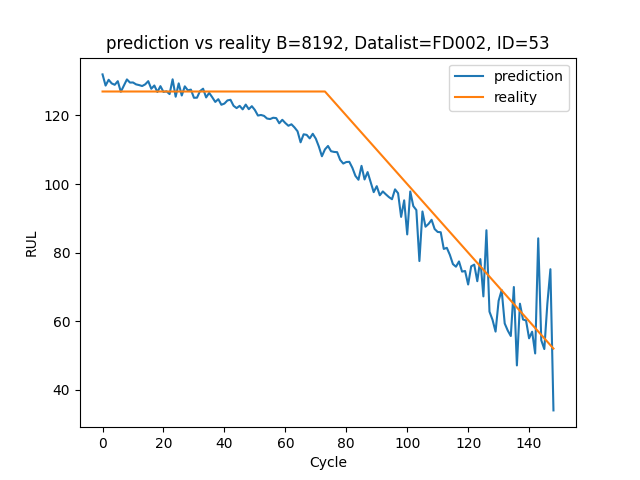 prediction vs reality B=8192, Datalist=FD002, ID=53
prediction
reality
120
100
80
60
40
RUL
0 20 40 60 80 100 120 140
Cycle